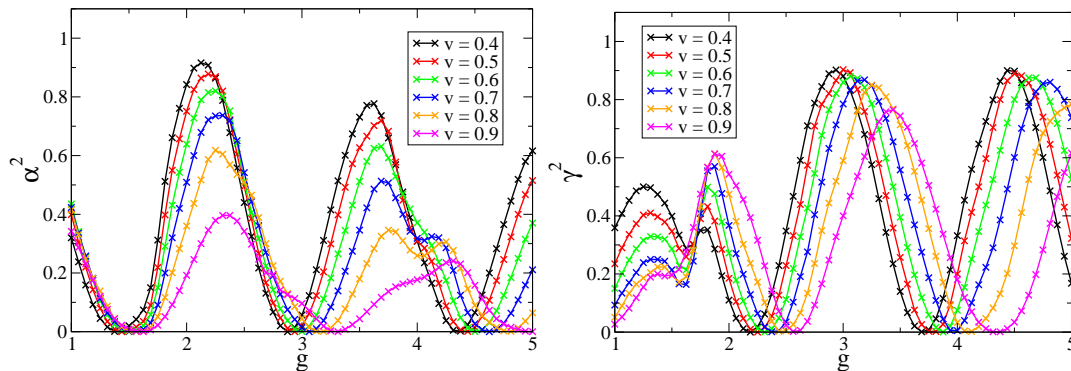 1
0.8
0.6
0.4
0.2
0
α²
1 2 3 4 5
g
v = 0.4
v = 0.5
v = 0.6
v = 0.7
v = 0.8
v = 0.9
1
0.8
0.6
0.4
0.2
0
γ²
1 2 3 4 5
g
v = 0.4
v = 0.5
v = 0.6
v = 0.7
v = 0.8
v = 0.9